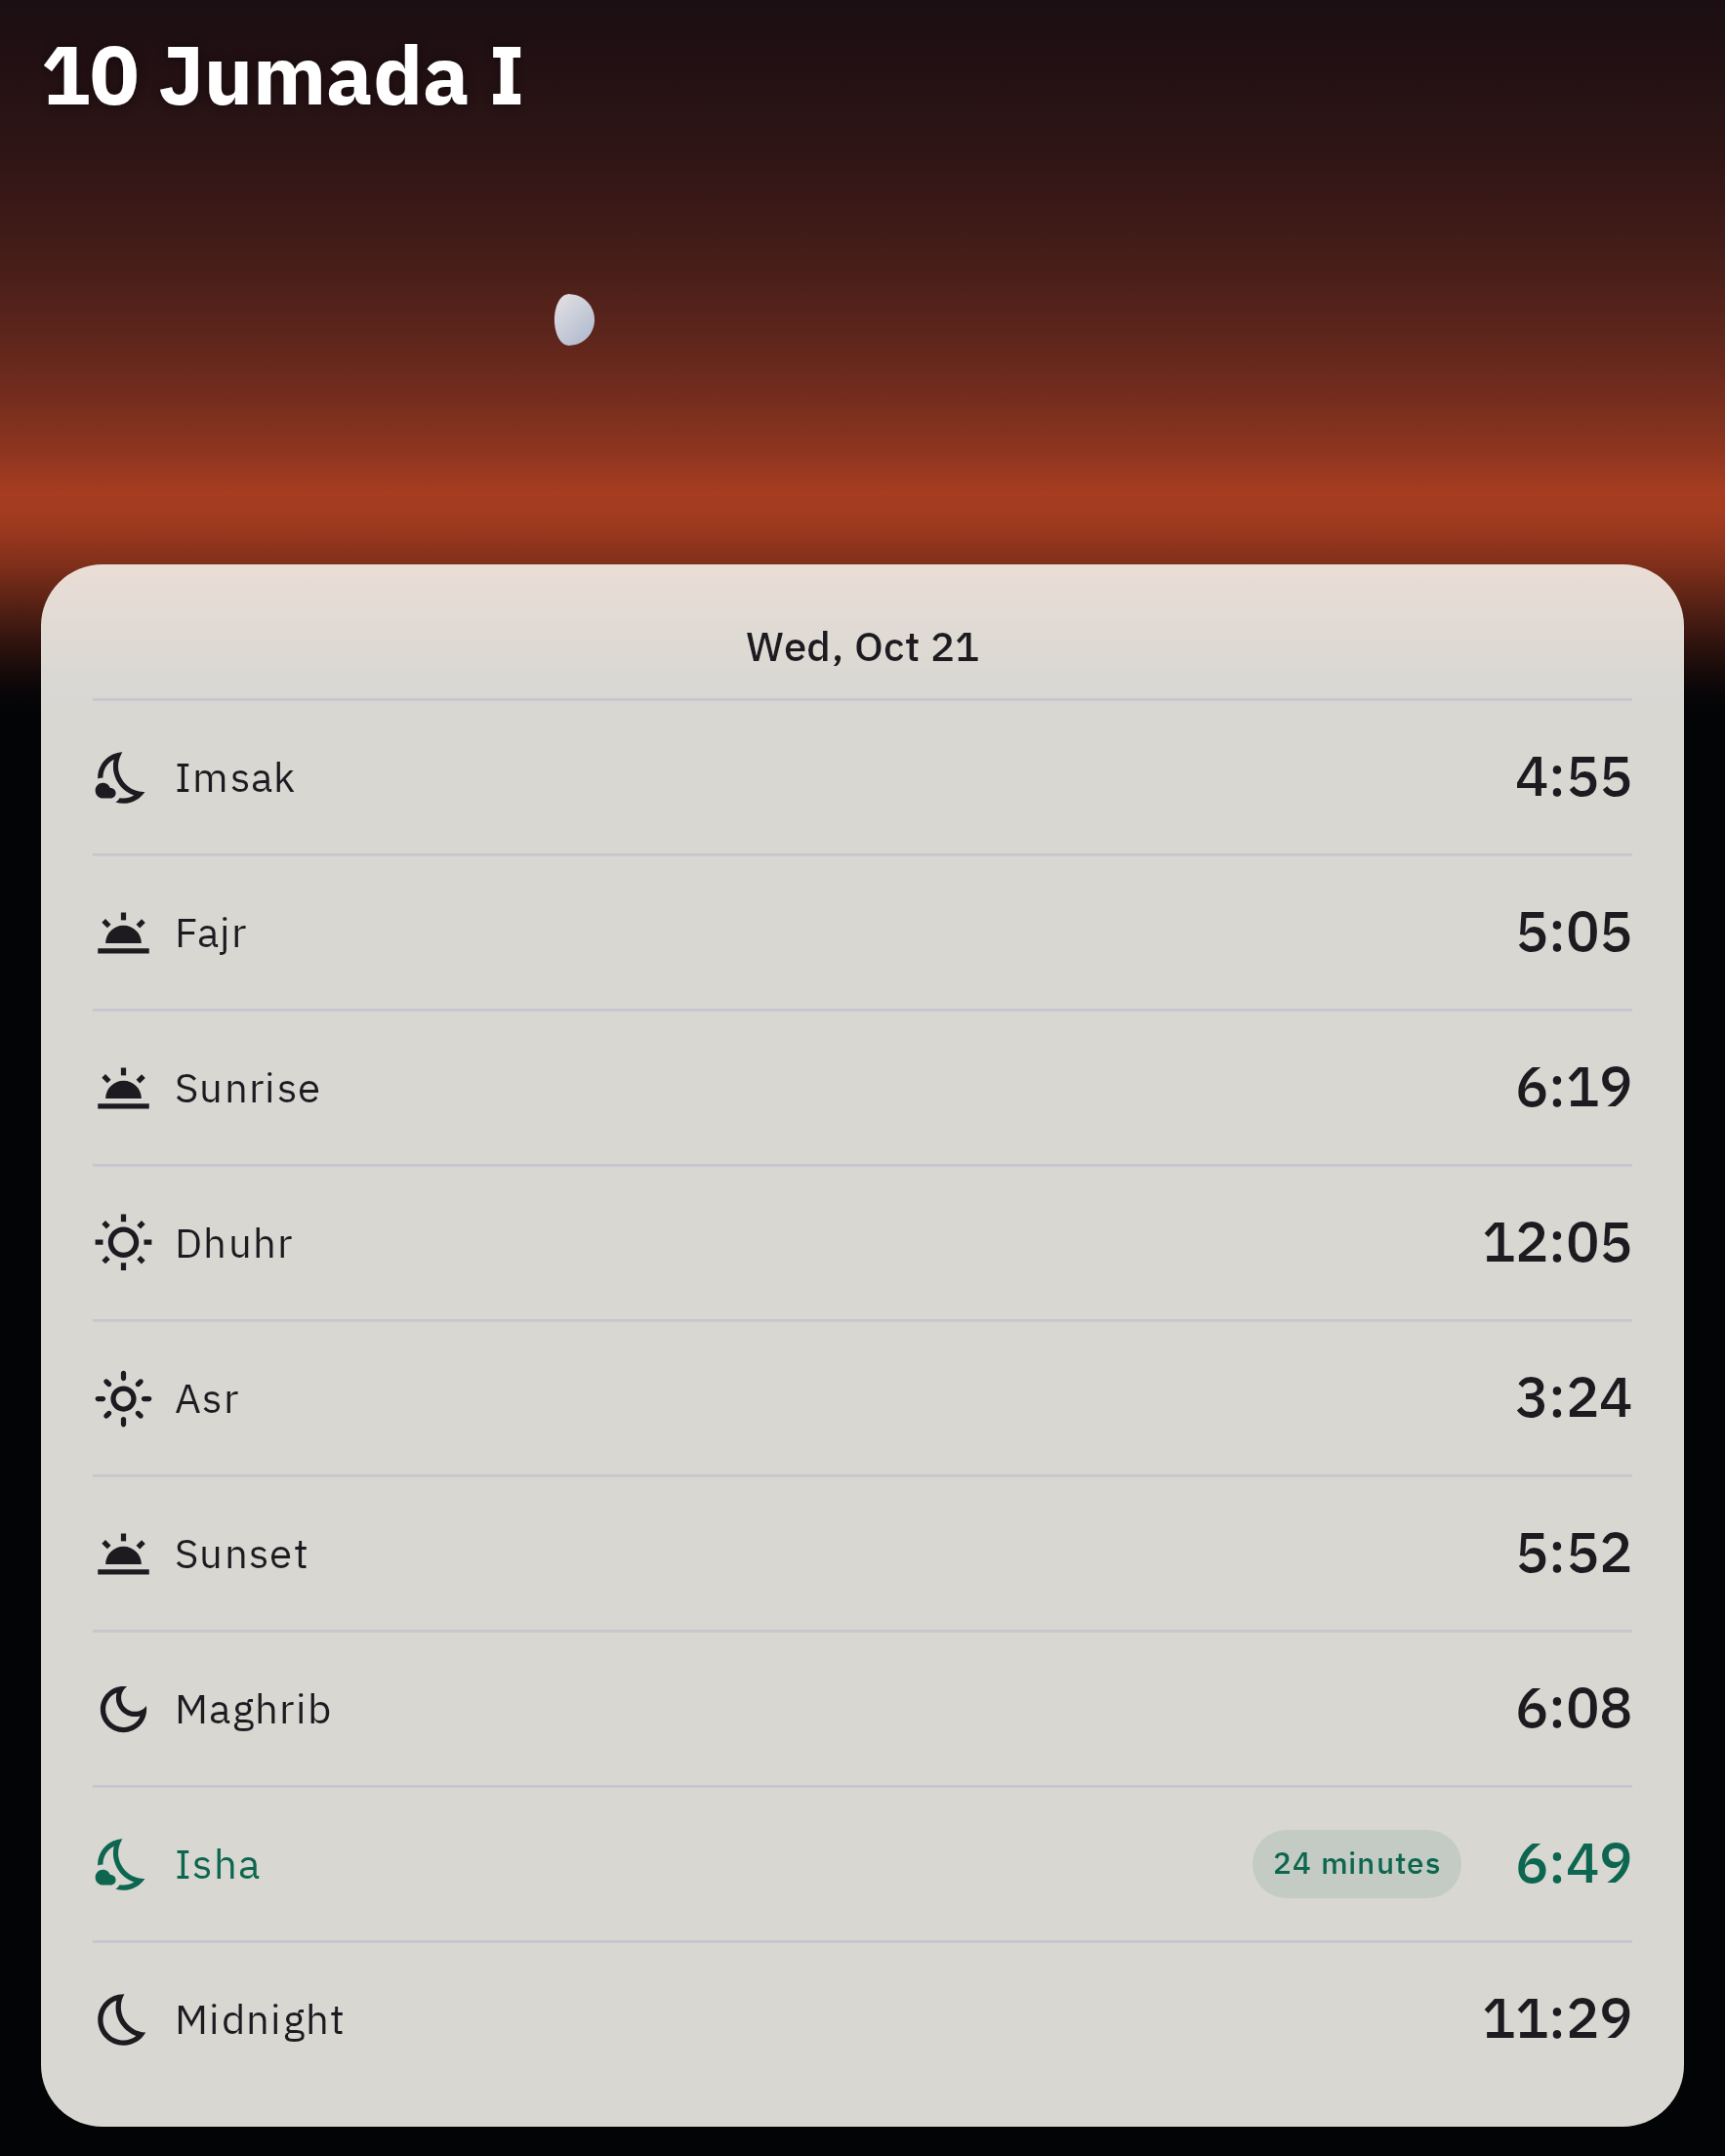 10 Jumada I
Wed, Oct 21
Imsak 4:55
Fajr 5:05
Sunrise 6:19
Dhuhr 12:05
Asr 3:24
Sunset 5:52
Maghrib 6:08
Isha 24 minutes 6:49
Midnight 11:29